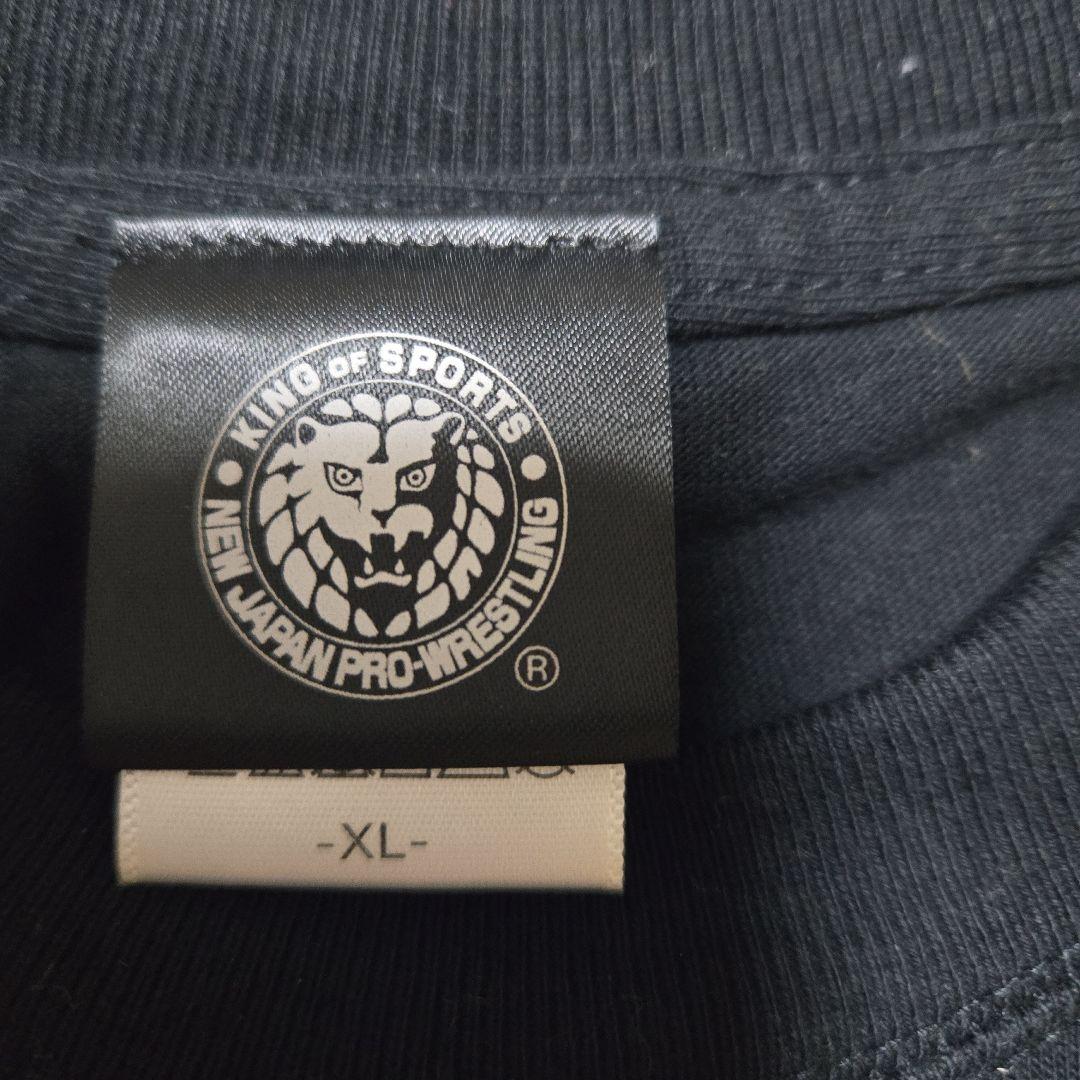 KING OF SPORTS
NEW JAPAN PRO-WRESTLING
®
-XL-